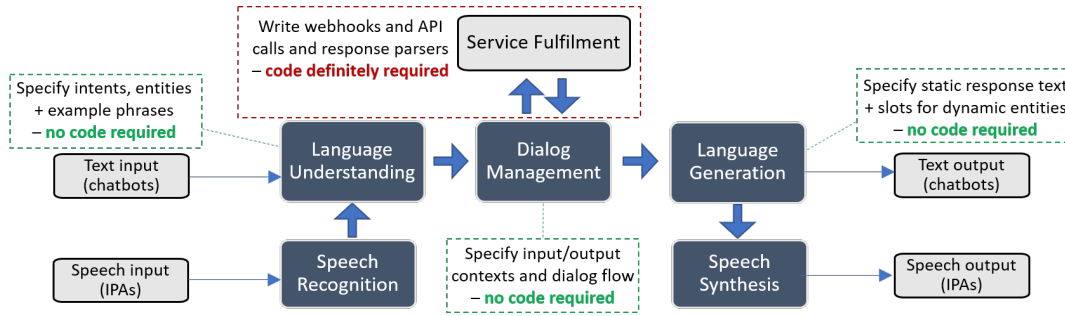 Write webhooks and API
calls and response parsers
– code definitely required
Service Fulfilment
Specify intents, entities
+ example phrases
– no code required
Specify static response text
+ slots for dynamic entities
– no code required
Text input
(chatbots)
Language
Understanding
Dialog
Management
Language
Generation
Text output
(chatbots)
Speech input
(IPAs)
Speech
Recognition
Specify input/output
contexts and dialog flow
– no code required
Speech
Synthesis
Speech output
(IPAs)